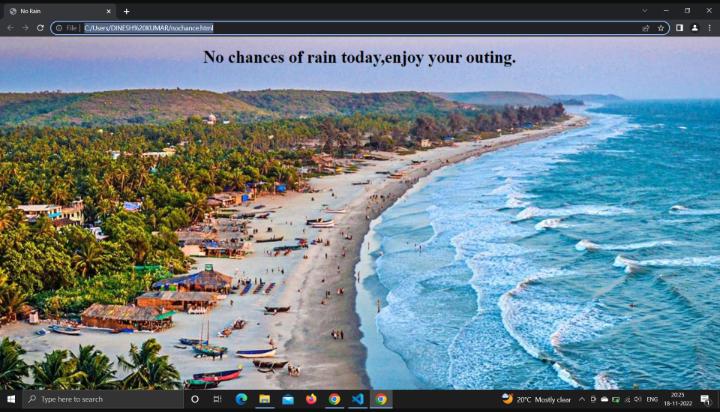 No Rain
File
C:/Users/DINESH%20KUMAR/nochance.html
No chances of rain today,enjoy your outing.
Type here to search
20°C Mostly clear
ENG
20:25
18-11-2022